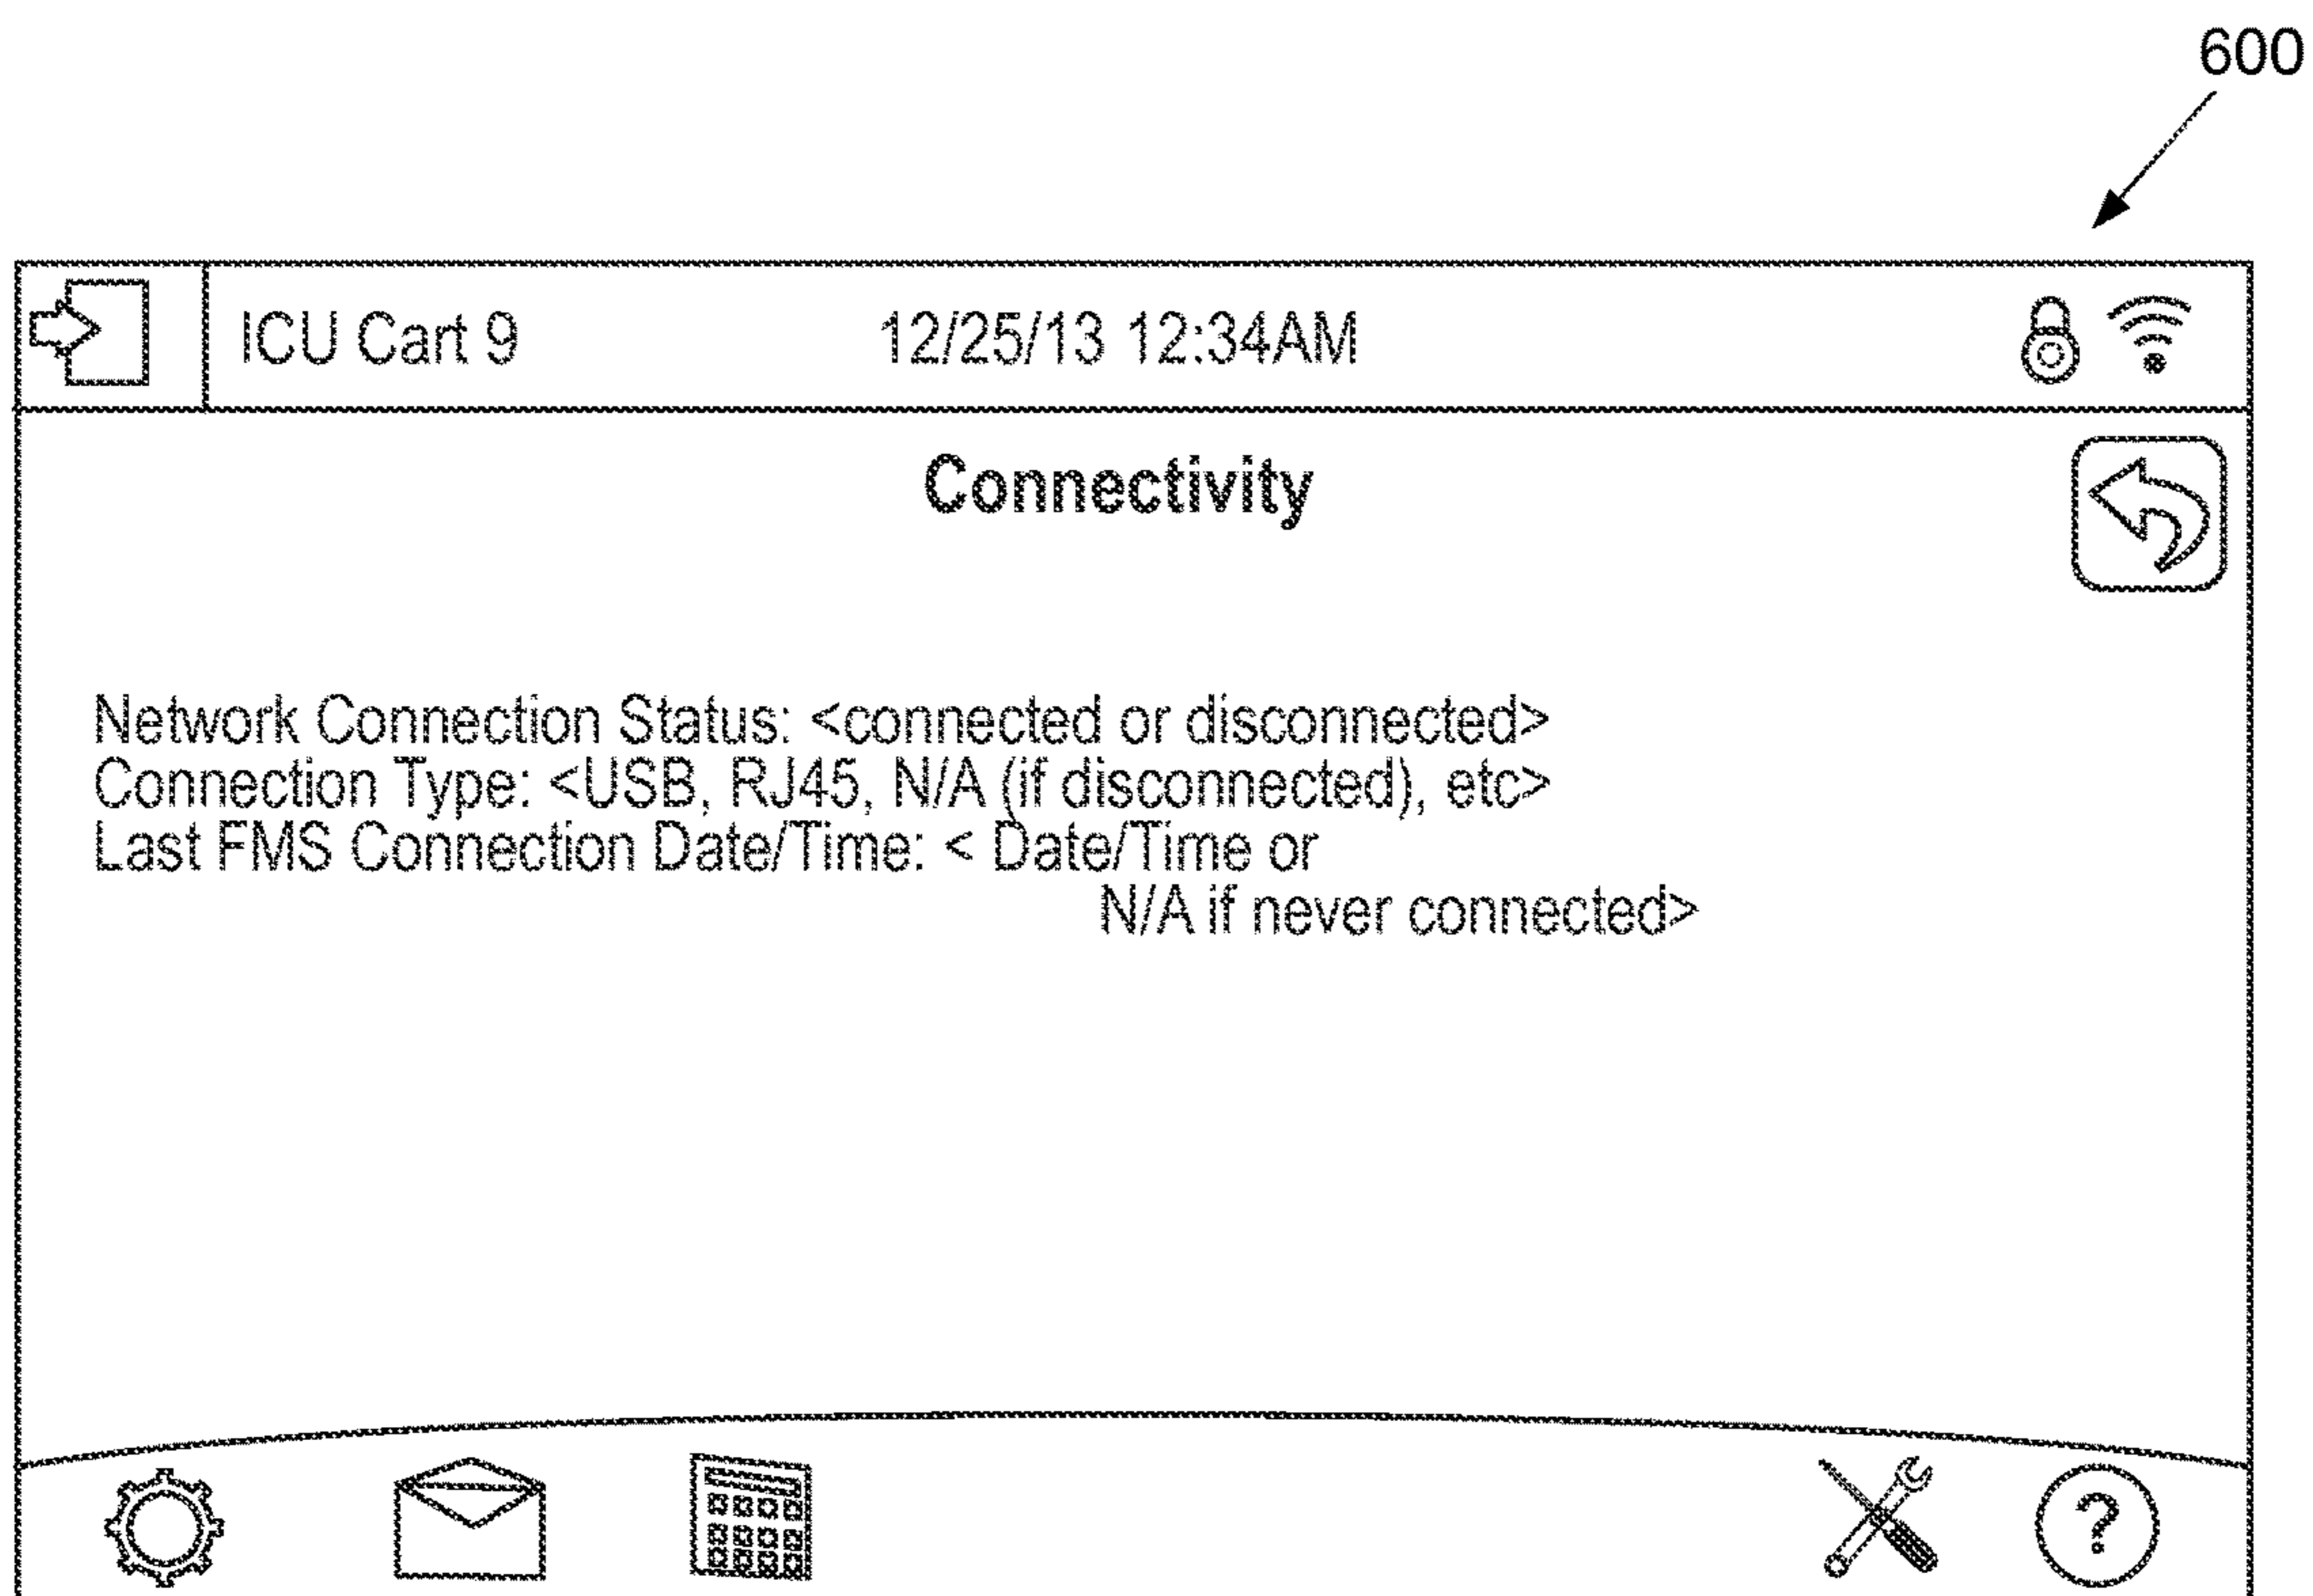 600
ICU Cart 9 12/25/13 12:34AM
Connectivity
Network Connection Status: <connected or disconnected>
Connection Type: <USB, RJ45, N/A (if disconnected), etc>
Last FMS Connection Date/Time: < Date/Time or
N/A if never connected>
?